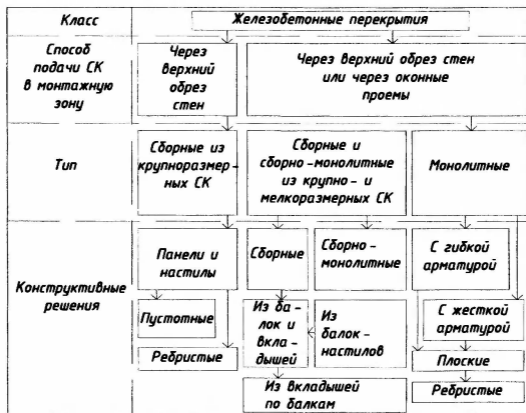 Класс
Железобетонные перекрытия
Способ
подачи СК
в монтажную
зону
Через
верхний
обрез
стен
Через верхний обрез стен
или через оконные
проемы
Тип
Сборные из
крупноразмер-
ных СК
Сборные и
сборно-монолитные
из крупно- и
мелкоразмерных СК
Монолитные
Конструктивные
решения
Панели и
настилы
Сборные
Сборно-
монолитные
С гибкой
арматурой
Пустотные
Ребристые
Из ба-
лок и
вкла-
дышей
Из
балок-
настилов
С жесткой
арматурой
Плоские
Ребристые
Из вкладышей
по балкам